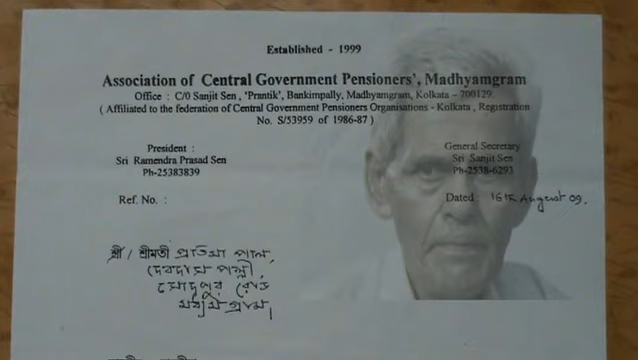 Established - 1999
Association of Central Government Pensioners', Madhyamgram
Office : C/0 Sanjit Sen , 'Prantik', Bankimpally, Madhyamgram, Kolkata – 700129
( Affiliated to the federation of Central Government Pensioners Organisations - Kolkata , Registration
No. S/53959 of 1986-87 )
President : General Secretary
Sri Ramendra Prasad Sen Sri Sanjit Sen
Ph-25383839 Ph-2538-6293
Ref. No. : Dated : 16th August 09.
শ্রী / শ্রীমতী প্রতিমা পাল,
দেবদাস পল্লী,
সোদপুর রোড
মধ্যমগ্রাম।